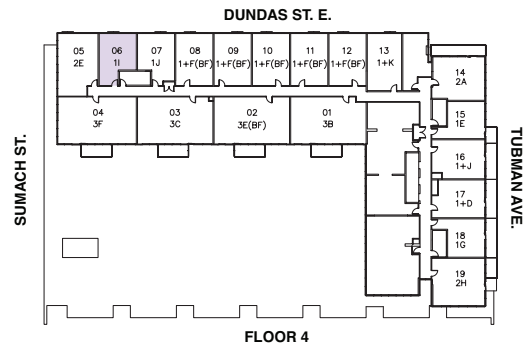 DUNDAS ST. E.
05
2E
06
1I
07
1J
08
1+F(BF)
09
1+F(BF)
10
1+F(BF)
11
1+F(BF)
12
1+F(BF)
13
1+K
14
2A
04
3F
03
3C
02
3E(BF)
01
3B
15
1E
16
1+J
17
1+D
18
1G
19
2H
SUMACH ST.
TUBMAN AVE.
FLOOR 4